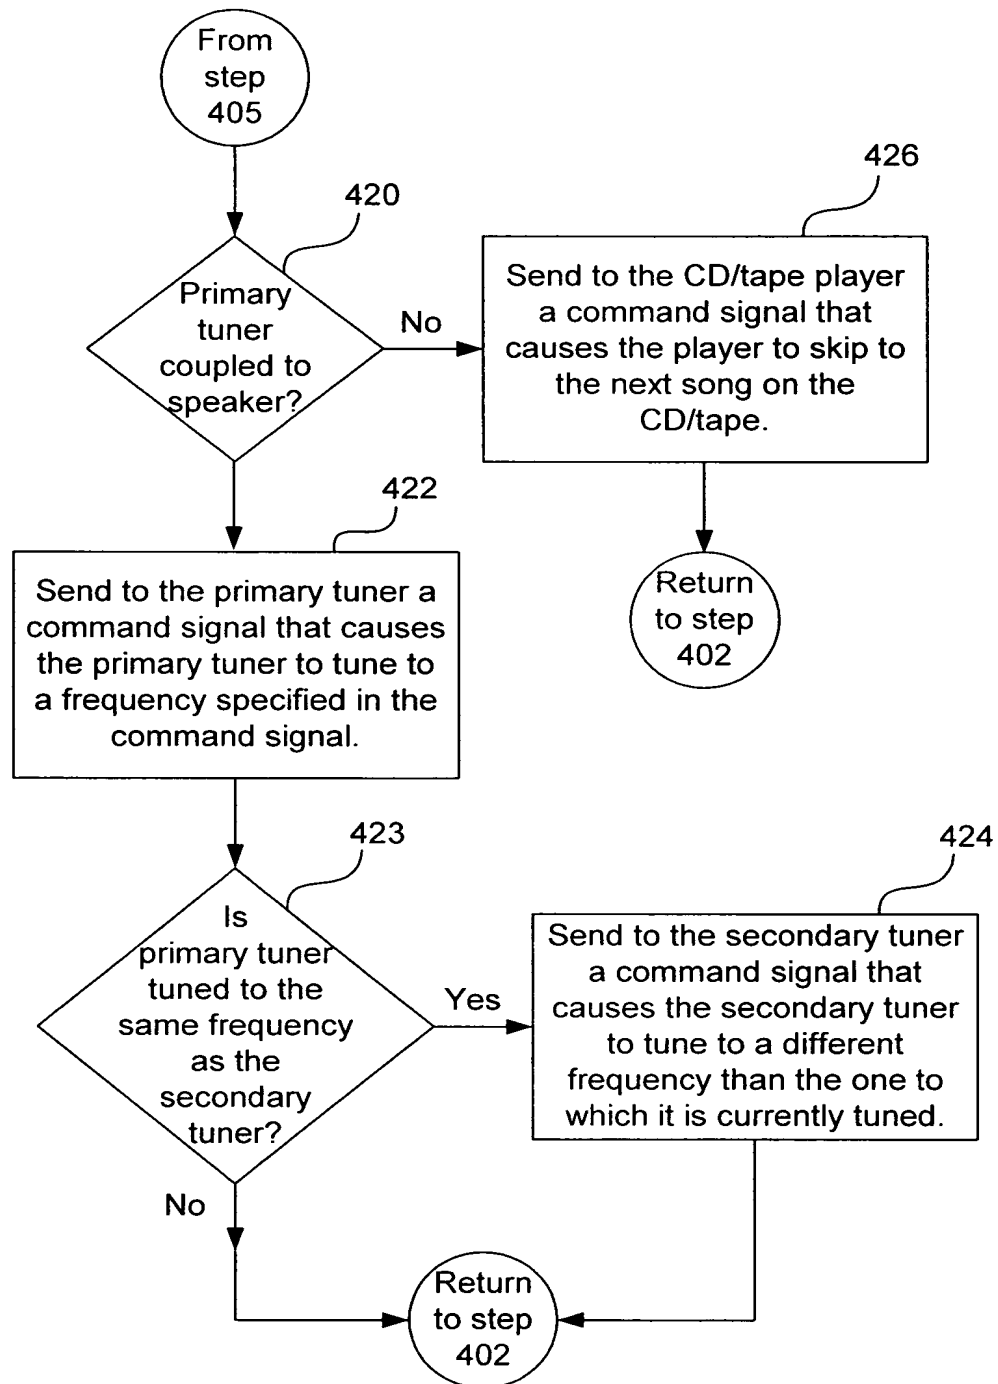 From
step
405
420
Primary
tuner
coupled to
speaker?
No
426
Send to the CD/tape player
a command signal that
causes the player to skip to
the next song on the
CD/tape.
Return
to step
402
422
Send to the primary tuner a
command signal that causes
the primary tuner to tune to
a frequency specified in the
command signal.
423
Is
primary tuner
tuned to the
same frequency
as the
secondary
tuner?
Yes
424
Send to the secondary tuner
a command signal that
causes the secondary tuner
to tune to a different
frequency than the one to
which it is currently tuned.
No
Return
to step
402